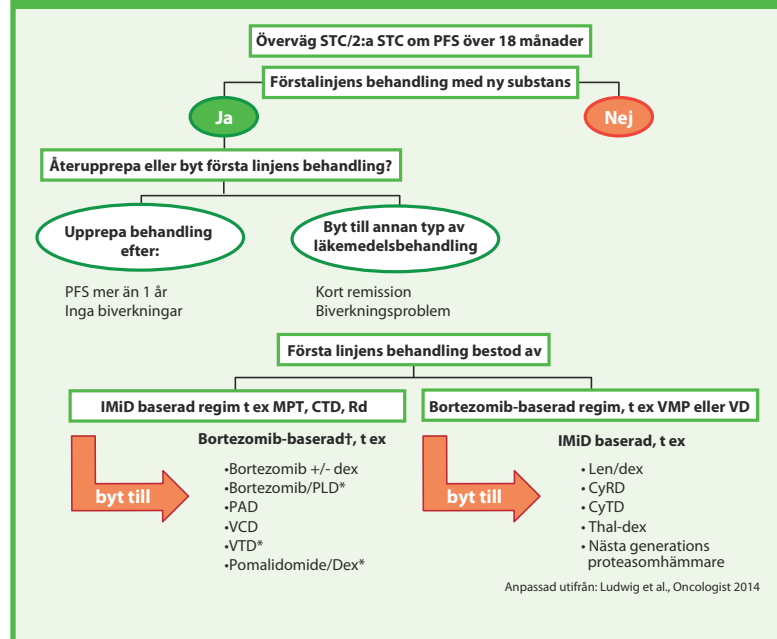 Överväg STC/2:a STC om PFS över 18 månader
Förstalinjens behandling med ny substans
Ja
Nej
Återupprepa eller byt första linjens behandling?
Upprepa behandling
efter:
Byt till annan typ av
läkemedelsbehandling
PFS mer än 1 år
Inga biverkningar
Kort remission
Biverkningsproblem
Första linjens behandling bestod av
IMiD baserad regim t ex MPT, CTD, Rd
Bortezomib-baserad regim, t ex VMP eller VD
byt till
Bortezomib-baserad†, t ex
•Bortezomib +/- dex
•Bortezomib/PLD*
•PAD
•VCD
•VTD*
•Pomalidomide/Dex*
byt till
IMiD baserad, t ex
• Len/dex
• CyRD
• CyTD
• Thal-dex
• Nästa generations
proteasomhämmare
Anpassad utifrån: Ludwig et al., Oncologist 2014